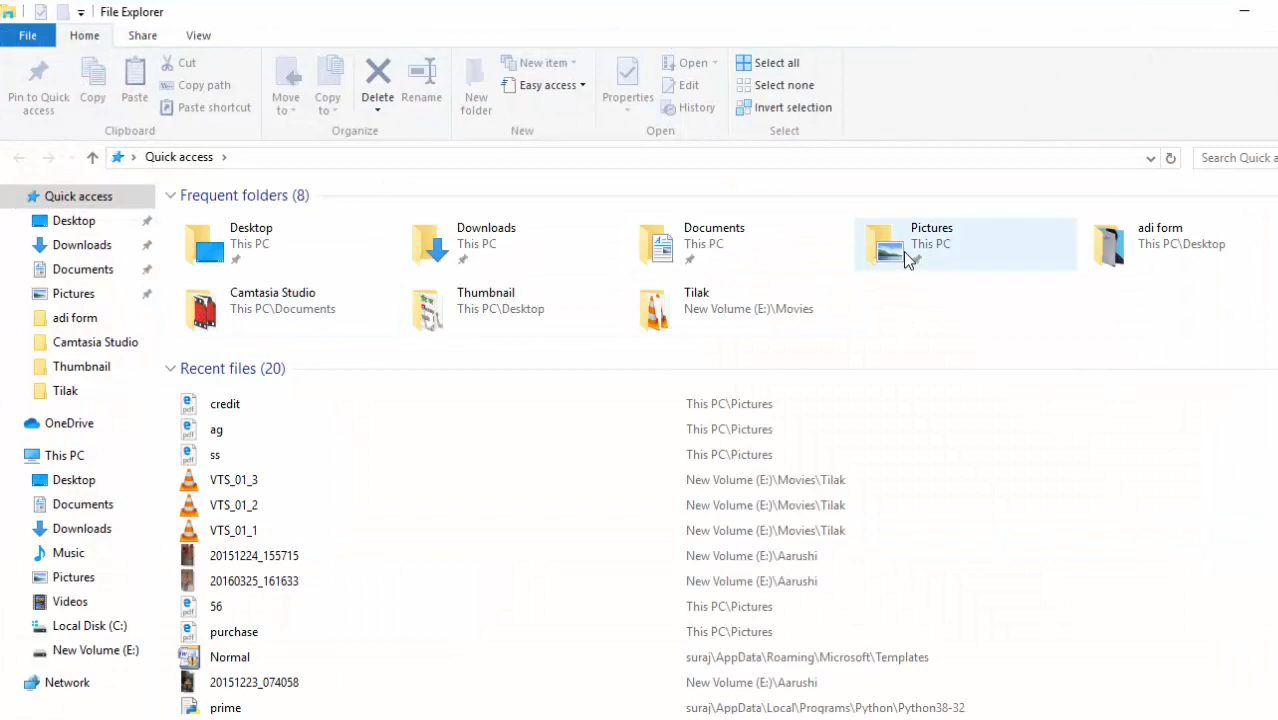 File Explorer
File Home Share View
Pin to Quick access
Copy
Paste
Cut
Copy path
Paste shortcut
Clipboard
Move to
Copy to
Delete
Rename
Organize
New folder
New item
Easy access
New
Properties
Open
Edit
History
Open
Select all
Select none
Invert selection
Select
Quick access
Search Quick a
Quick access
Desktop
Downloads
Documents
Pictures
adi form
Camtasia Studio
Thumbnail
Tilak
OneDrive
This PC
Desktop
Documents
Downloads
Music
Pictures
Videos
Local Disk (C:)
New Volume (E:)
Network
Frequent folders (8)
Desktop
This PC
Downloads
This PC
Documents
This PC
Pictures
This PC
adi form
This PC\Desktop
Camtasia Studio
This PC\Documents
Thumbnail
This PC\Desktop
Tilak
New Volume (E:)\Movies
Recent files (20)
credit This PC\Pictures
ag This PC\Pictures
ss This PC\Pictures
VTS_01_3 New Volume (E:)\Movies\Tilak
VTS_01_2 New Volume (E:)\Movies\Tilak
VTS_01_1 New Volume (E:)\Movies\Tilak
20151224_155715 New Volume (E:)\Aarushi
20160325_161633 New Volume (E:)\Aarushi
56 This PC\Pictures
purchase This PC\Pictures
Normal suraj\AppData\Roaming\Microsoft\Templates
20151223_074058 New Volume (E:)\Aarushi
prime suraj\AppData\Local\Programs\Python\Python38-32